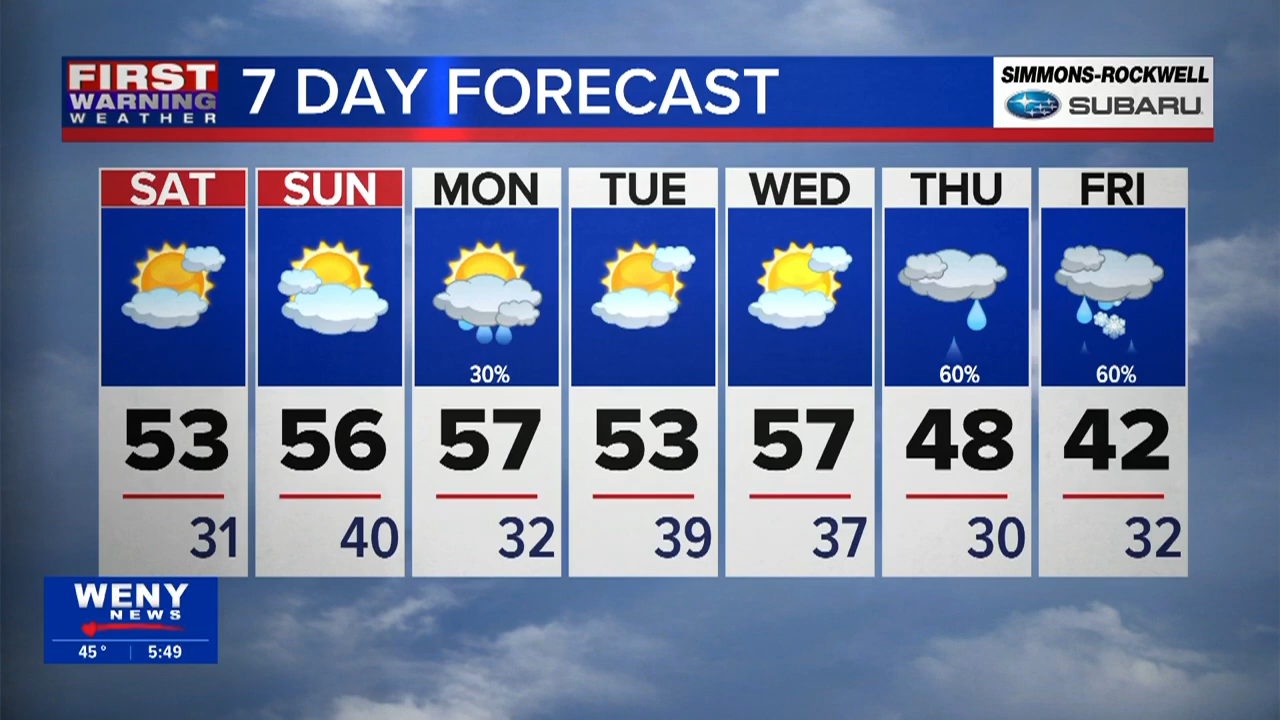 FIRST
WARNING
WEATHER
7 DAY FORECAST
SIMMONS-ROCKWELL
SUBARU
SAT SUN MON TUE WED THU FRI
30% 60% 60%
53 56 57 53 57 48 42
31 40 32 39 37 30 32
WENY
NEWS
45° 5:49